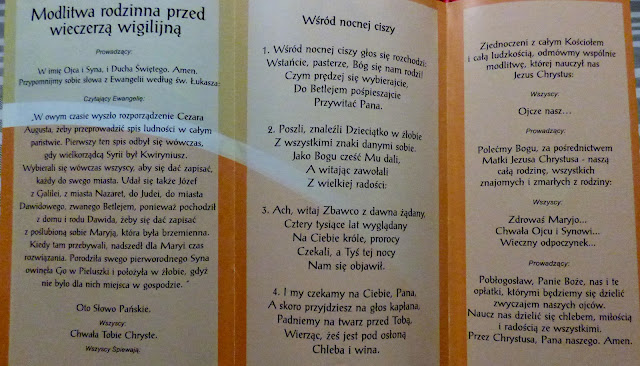 Modlitwa rodzinna przed
wieczerzą wigilijną
Prowadzący:
W imię Ojca i Syna, i Ducha Świętego. Amen.
Przypomnijmy sobie słowa z Ewangelii według św. Łukasza:
Czytający Ewangelię:
„W owym czasie wyszło rozporządzenie Cezara
Augusta, żeby przeprowadzić spis ludności w całym
państwie. Pierwszy ten spis odbył się wówczas,
gdy wielkorządcą Syrii był Kwiryniusz.
Wybierali się wówczas wszyscy, aby się dać zapisać,
każdy do swego miasta. Udał się także Józef
z Galilei, z miasta Nazaret, do Judei, do miasta
Dawidowego, zwanego Betlejem, ponieważ pochodził
z domu i rodu Dawida, żeby się dać zapisać
z poślubioną sobie Maryją, która była brzemienna.
Kiedy tam przebywali, nadszedł dla Maryi czas
rozwiązania. Porodziła swego pierworodnego Syna
owinęła Go w Pieluszki i położyła w żłobie, gdyż
nie było dla nich miejsca w gospodzie. "
Oto Słowo Pańskie.
Wszyscy:
Chwała Tobie Chryste.
Wszyscy Śpiewają:
Wśród nocnej ciszy
1. Wśród nocnej ciszy głos się rozchodzi:
Wstańcie, pasterze, Bóg się nam rodzi!
Czym prędzej się wybierajcie,
Do Betlejem pośpieszajcie
Przywitać Pana.
2. Poszli, znaleźli Dzieciątko w żłobie
Z wszystkimi znaki danymi sobie.
Jako Bogu cześć Mu dali,
A witając zawołali
Z wielkiej radości:
3. Ach, witaj Zbawco z dawna żądany,
Cztery tysiące lat wyglądany
Na Ciebie króle, prorocy
Czekali, a Tyś tej nocy
Nam się objawił.
4. I my czekamy na Ciebie, Pana,
A skoro przyjdziesz na głos kapłana,
Padniemy na twarz przed Tobą,
Wierząc, żeś jest pod osłoną
Chleba i wina.
Zjednoczeni z całym Kościołem
i całą ludzkością, odmówmy wspólnie
modlitwę, której nauczył nas
Jezus Chrystus:
Wszyscy:
Ojcze nasz...
Prowadzący:
Polećmy Bogu, za pośrednictwem
Matki Jezusa Chrystusa - naszą
całą rodzinę, wszystkich
znajomych i zmarłych z rodziny:
Wszyscy:
Zdrowaś Maryjo...
Chwała Ojcu i Synowi...
Wieczny odpoczynek...
Prowadzący:
Pobłogosław, Panie Boże, nas i te
opłatki, którymi będziemy się dzielić
zwyczajem naszych ojców.
Naucz nas dzielić się chlebem, miłością
i radością ze wszystkimi.
Przez Chrystusa, Pana naszego. Amen.